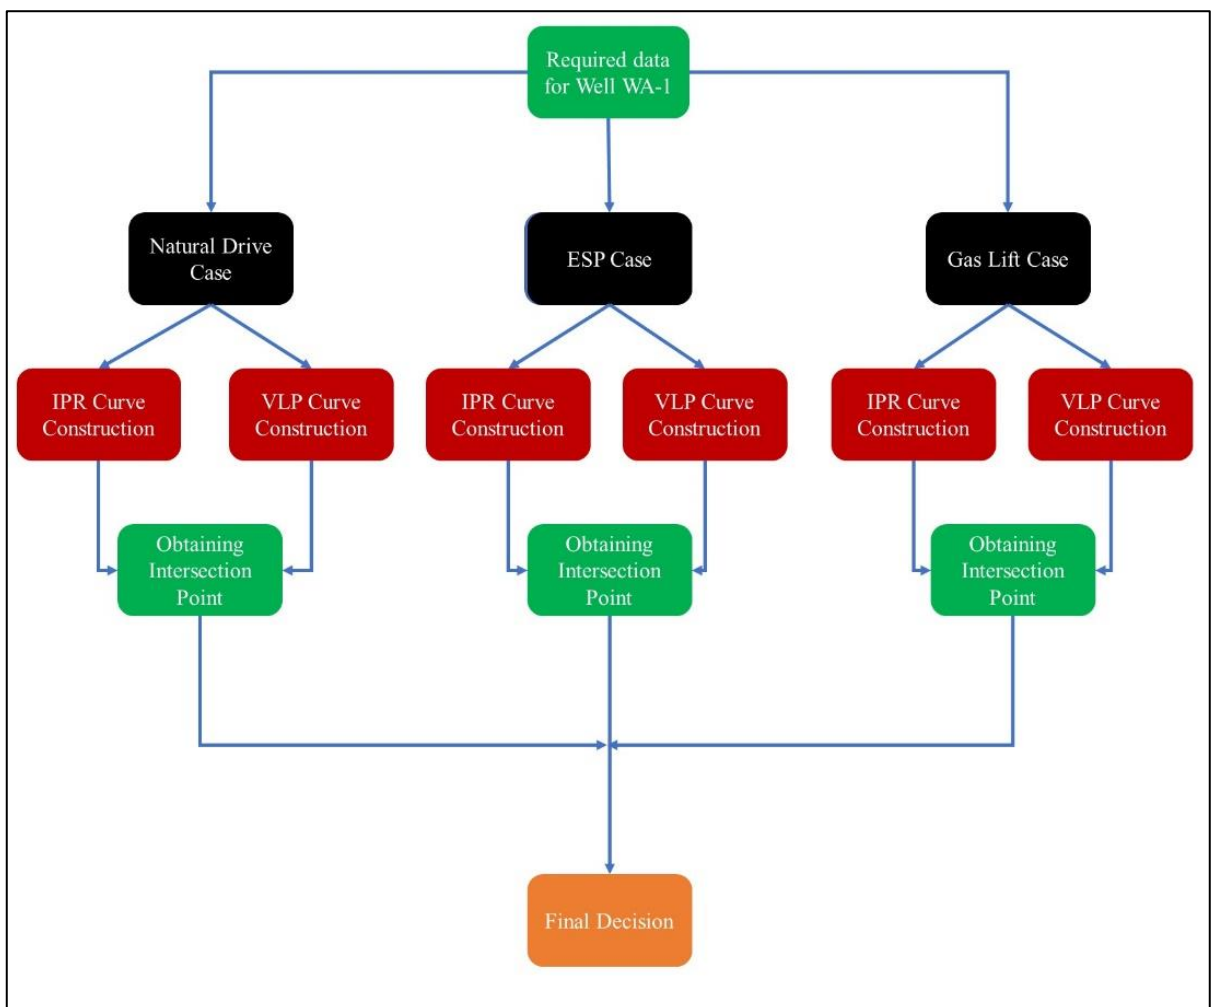 Required data
for Well WA-1
Natural Drive
Case
ESP Case
Gas Lift Case
IPR Curve
Construction
VLP Curve
Construction
IPR Curve
Construction
VLP Curve
Construction
IPR Curve
Construction
VLP Curve
Construction
Obtaining
Intersection
Point
Obtaining
Intersection
Point
Obtaining
Intersection
Point
Final Decision